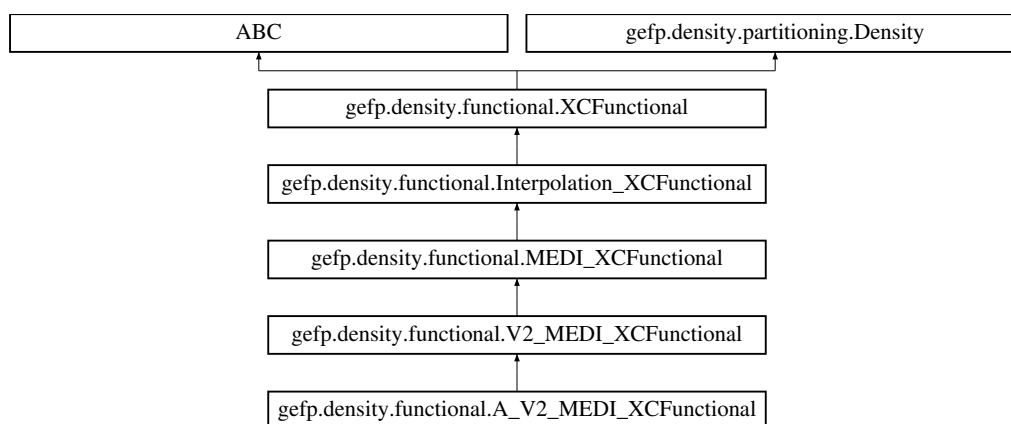 ABC
gefp.density.partitioning.Density
gefp.density.functional.XCFunctional
gefp.density.functional.Interpolation_XCFunctional
gefp.density.functional.MEDI_XCFunctional
gefp.density.functional.V2_MEDI_XCFunctional
gefp.density.functional.A_V2_MEDI_XCFunctional